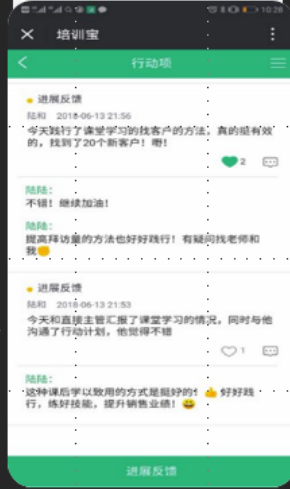 10:28
培训宝
行动项
进展反馈
陆和 2018-06-13 21:56
今天践行了课堂学习的找客户的方法，真的挺有效
的，找到了20个新客户！嘢！
2
陆陆：
不错！继续加油！
陆陆：
提高拜访量的方法也好好践行！有疑问找老师和
我
进展反馈
陆和 2018-06-13 21:53
今天和直接主管汇报了课堂学习的情况，同时与他
沟通了行动计划，他觉得不错
1
陆陆：
这种课后学以致用的方式是挺好的！👍好好践
行，练好技能，提升销售业绩！😄
进展反馈